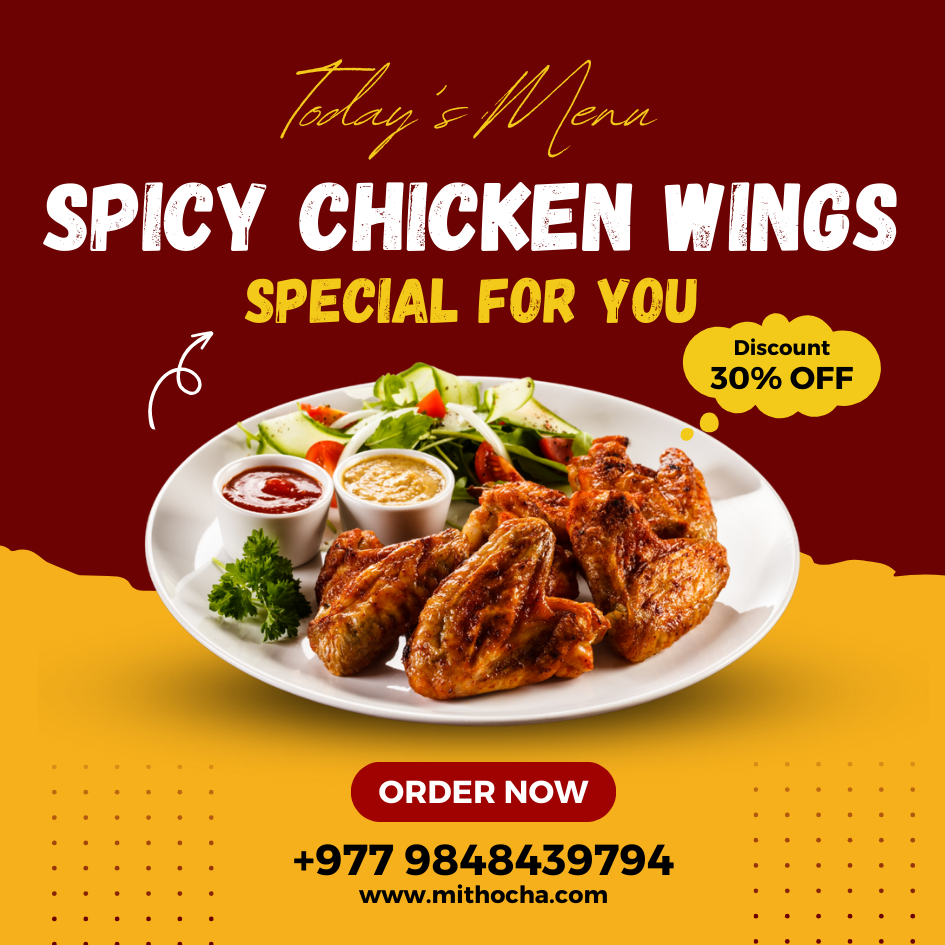 Today's Menu
SPICY CHICKEN WINGS
SPECIAL FOR YOU
Discount
30% OFF
ORDER NOW
+977 9848439794
www.mithocha.com